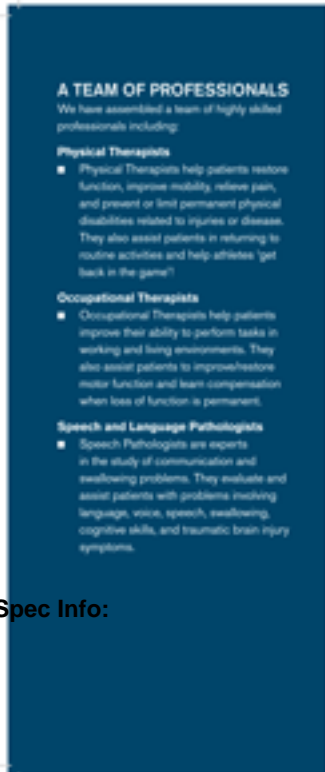 A TEAM OF PROFESSIONALS
We have assembled a team of highly skilled
professionals including:
Physical Therapists
■ Physical Therapists help patients restore
function, improve mobility, relieve pain,
and prevent or limit permanent physical
disabilities related to injuries or disease.
They also assist patients in returning to
routine activities and help athletes 'get
back in the game'!
Occupational Therapists
■ Occupational Therapists help patients
improve their ability to perform tasks in
working and living environments. They
also assist patients to improve/restore
motor function and learn compensation
when loss of function is permanent.
Speech and Language Pathologists
■ Speech Pathologists are experts
in the study of communication and
swallowing problems. They evaluate and
assist patients with problems involving
language, voice, speech, swallowing,
cognitive skills, and traumatic brain injury
symptoms.
Spec Info: